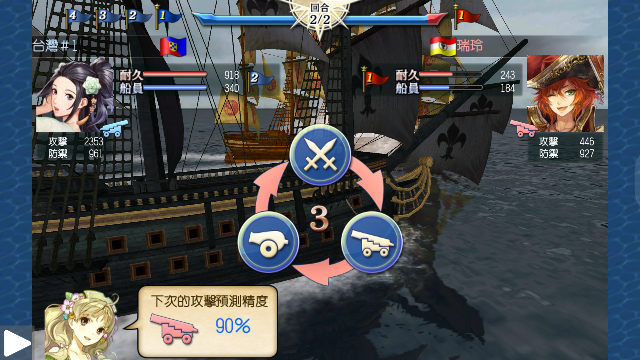 回合
2/2
4 3 2 1
1
台灣#1
瑞玲
耐久 918
船員 340
2
1
耐久 243
船員 184
攻擊 2353
防禦 961
攻擊 446
防禦 927
3
下次的攻擊預測精度
90%